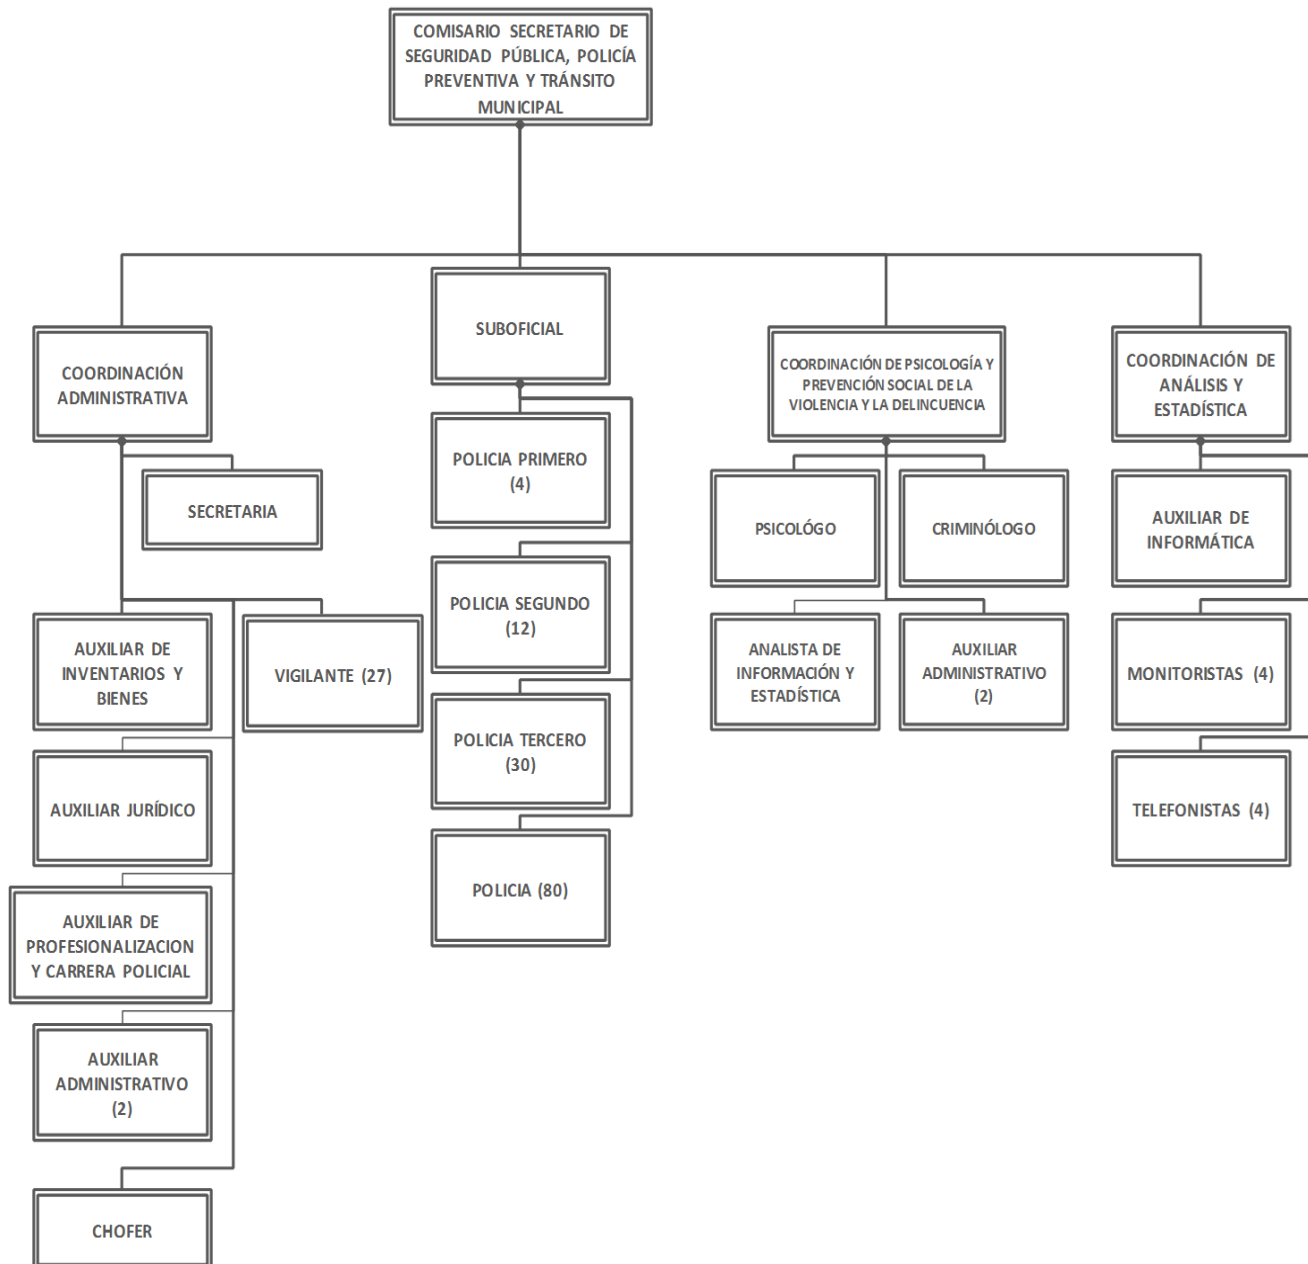 COMISARIO SECRETARIO DE
SEGURIDAD PÚBLICA, POLICÍA
PREVENTIVA Y TRÁNSITO
MUNICIPAL
COORDINACIÓN
ADMINISTRATIVA
SECRETARIA
AUXILIAR DE
INVENTARIOS Y
BIENES
VIGILANTE (27)
AUXILIAR JURÍDICO
AUXILIAR DE
PROFESIONALIZACION
Y CARRERA POLICIAL
AUXILIAR
ADMINISTRATIVO
(2)
CHOFER
SUBOFICIAL
POLICIA PRIMERO
(4)
POLICIA SEGUNDO
(12)
POLICIA TERCERO
(30)
POLICIA (80)
COORDINACIÓN DE PSICOLOGÍA Y
PREVENCIÓN SOCIAL DE LA
VIOLENCIA Y LA DELINCUENCIA
PSICOLÓGO
CRIMINÓLOGO
ANALISTA DE
INFORMACIÓN Y
ESTADÍSTICA
AUXILIAR
ADMINISTRATIVO
(2)
COORDINACIÓN DE
ANÁLISIS Y
ESTADÍSTICA
AUXILIAR DE
INFORMÁTICA
MONITORISTAS (4)
TELEFONISTAS (4)